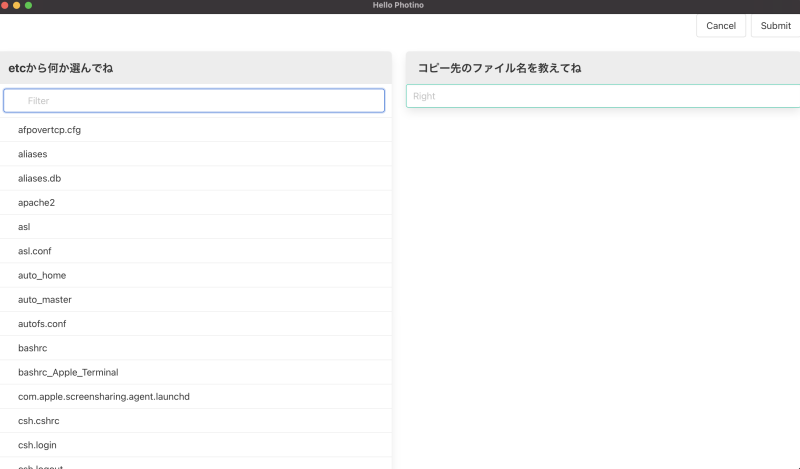 Hello Photino
Cancel
Submit
etcから何か選んでね
コピー先のファイル名を教えてね
Filter
Right
afpovertcp.cfg
aliases
aliases.db
apache2
asl
asl.conf
auto_home
auto_master
autofs.conf
bashrc
bashrc_Apple_Terminal
com.apple.screensharing.agent.launchd
csh.cshrc
csh.login
csh.logout